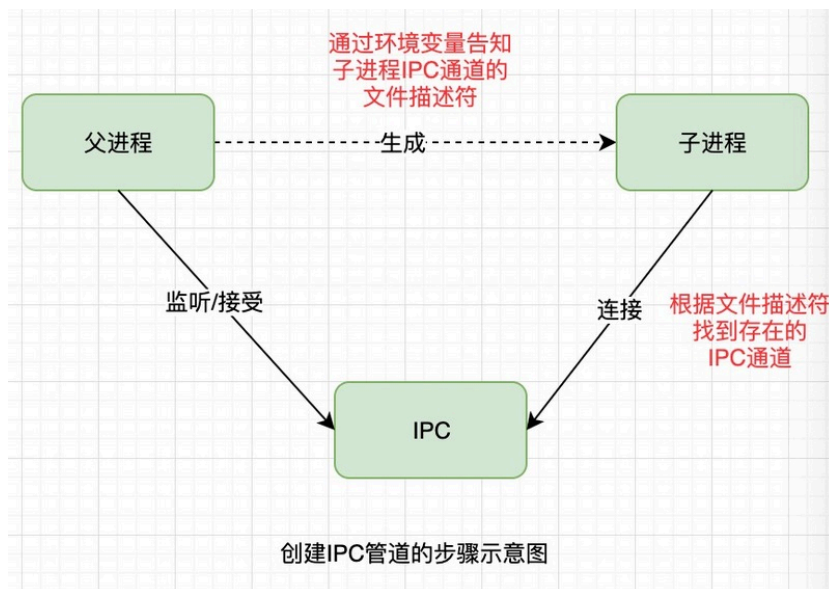 通过环境变量告知
子进程IPC通道的
文件描述符
父进程
生成
子进程
监听/接受
连接
根据文件描述符
找到存在的
IPC通道
IPC
创建IPC管道的步骤示意图